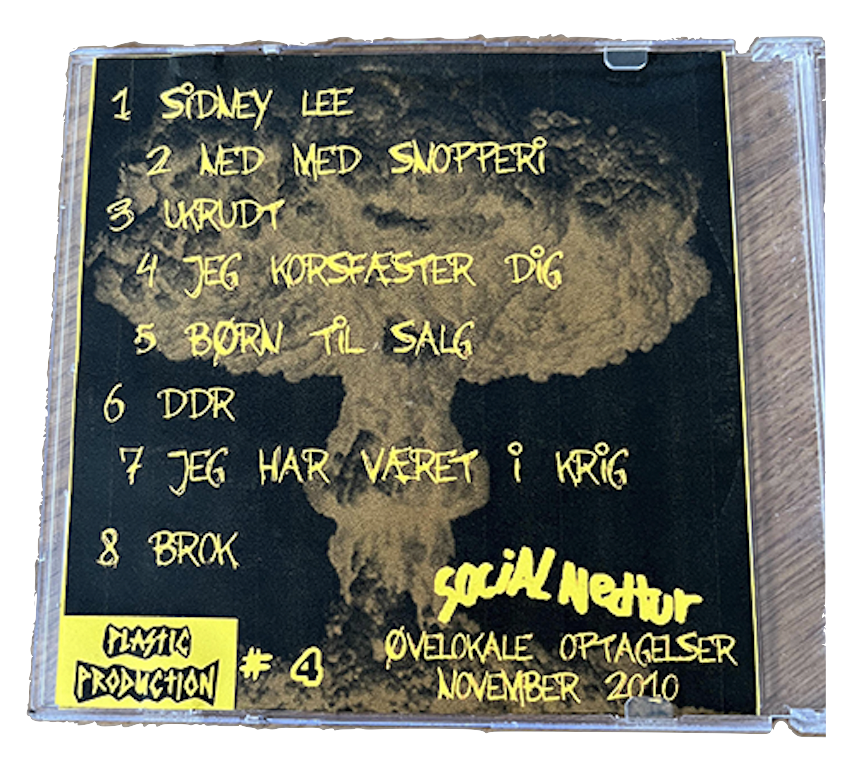 1 SiDNEY LEE
2 NED MED SNOPPERi
3 UKRUDT
4 JEG KORSFÆSTER DiG
5 BØRN TiL SALG
6 DDR
7 JEG HAR VÆRET i KRiG
8 BROK
SOCiAL Nedtur
ØVELOKALE OPTAGELSER
NOVEMBER 2010
PLASTIC
PRODUCTION # 4